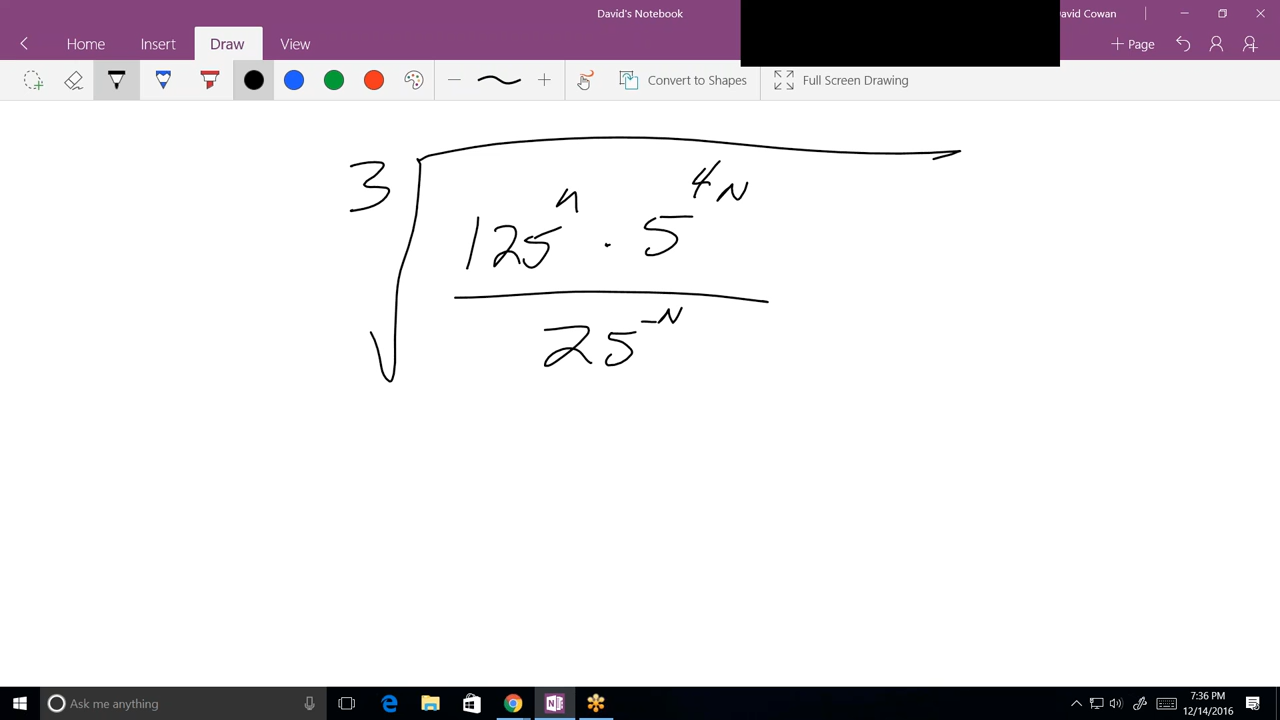 David's Notebook
David Cowan
Home Insert Draw View
Page
Convert to Shapes
Full Screen Drawing
3
125^n · 5^4N
25^-N
Ask me anything
7:36 PM
12/14/2016